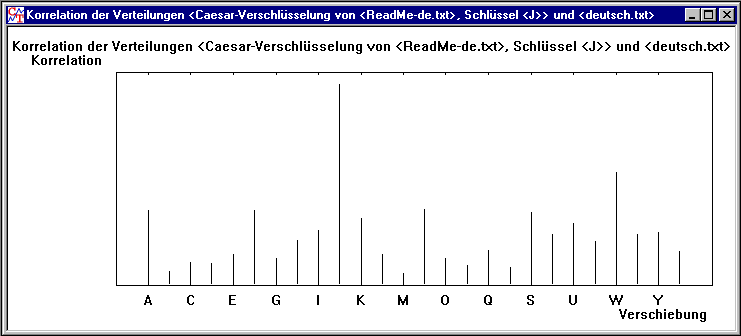 Korrelation der Verteilungen <Caesar-Verschlüsselung von <ReadMe-de.txt>, Schlüssel <J>> und <deutsch.txt>
Korrelation der Verteilungen <Caesar-Verschlüsselung von <ReadMe-de.txt>, Schlüssel <J>> und <deutsch.txt>
Korrelation
A C E G I K M O Q S U W Y
Verschiebung